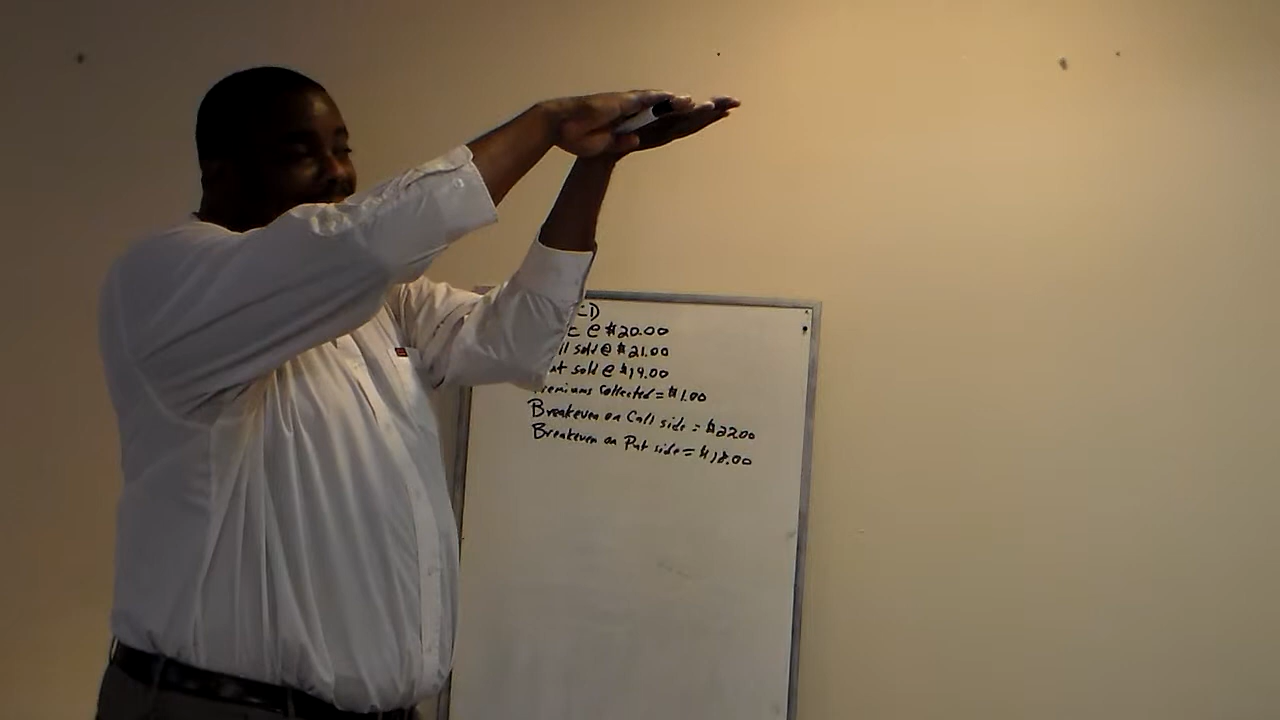 @ $20.00
sold @ $21.00
sold @ $19.00
Premiums Collected = $1.00
Breakeven on Call side = $22.00
Breakeven on Put side = $18.00